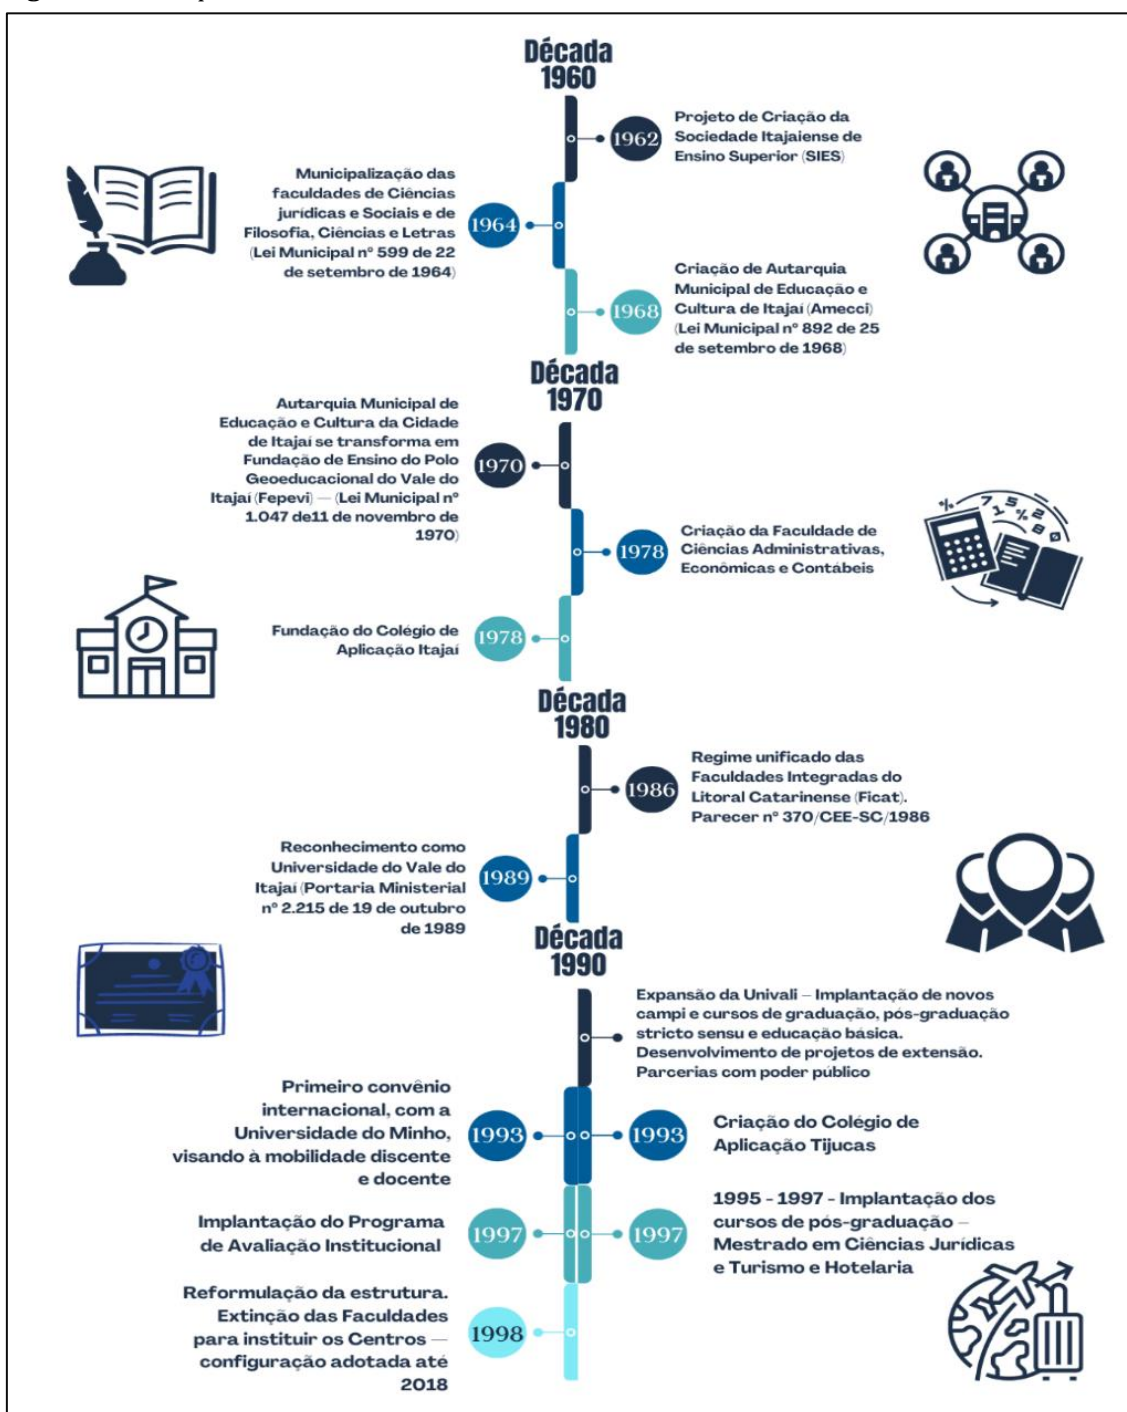 Década
1960
1962
Projeto de Criação da
Sociedade Itajaiense de
Ensino Superior (SIES)
Municipalização das
faculdades de Ciências
jurídicas e Sociais e de
Filosofia, Ciências e Letras
(Lei Municipal nº 599 de 22
de setembro de 1964)
1964
1968
Criação de Autarquia
Municipal de Educação e
Cultura de Itajaí (Amecci)
(Lei Municipal nº 892 de 25
de setembro de 1968)
Década
1970
Autarquia Municipal de
Educação e Cultura da Cidade
de Itajaí se transforma em
Fundação de Ensino do Polo
Geoeducacional do Vale do
Itajaí (Fepevi) — (Lei Municipal nº
1.047 de11 de novembro de
1970)
1970
1978
Criação da Faculdade de
Ciências Administrativas,
Econômicas e Contábeis
% 7 1 5 % 2 8 0
Fundação do Colégio de
Aplicação Itajaí
1978
Década
1980
1986
Regime unificado das
Faculdades Integradas do
Litoral Catarinense (Ficat).
Parecer nº 370/CEE-SC/1986
Reconhecimento como
Universidade do Vale do
Itajaí (Portaria Ministerial
nº 2.215 de 19 de outubro
de 1989
1989
Década
1990
Expansão da Univali – Implantação de novos
campi e cursos de graduação, pós-graduação
stricto sensu e educação básica.
Desenvolvimento de projetos de extensão.
Parcerias com poder público
Primeiro convênio
internacional, com a
Universidade do Minho,
visando à mobilidade discente
e docente
1993
1993
Criação do Colégio de
Aplicação Tijucas
Implantação do Programa
de Avaliação Institucional
1997
1997
1995 - 1997 - Implantação dos
cursos de pós-graduação –
Mestrado em Ciências Jurídicas
e Turismo e Hotelaria
Reformulação da estrutura.
Extinção das Faculdades
para instituir os Centros —
configuração adotada até
2018
1998